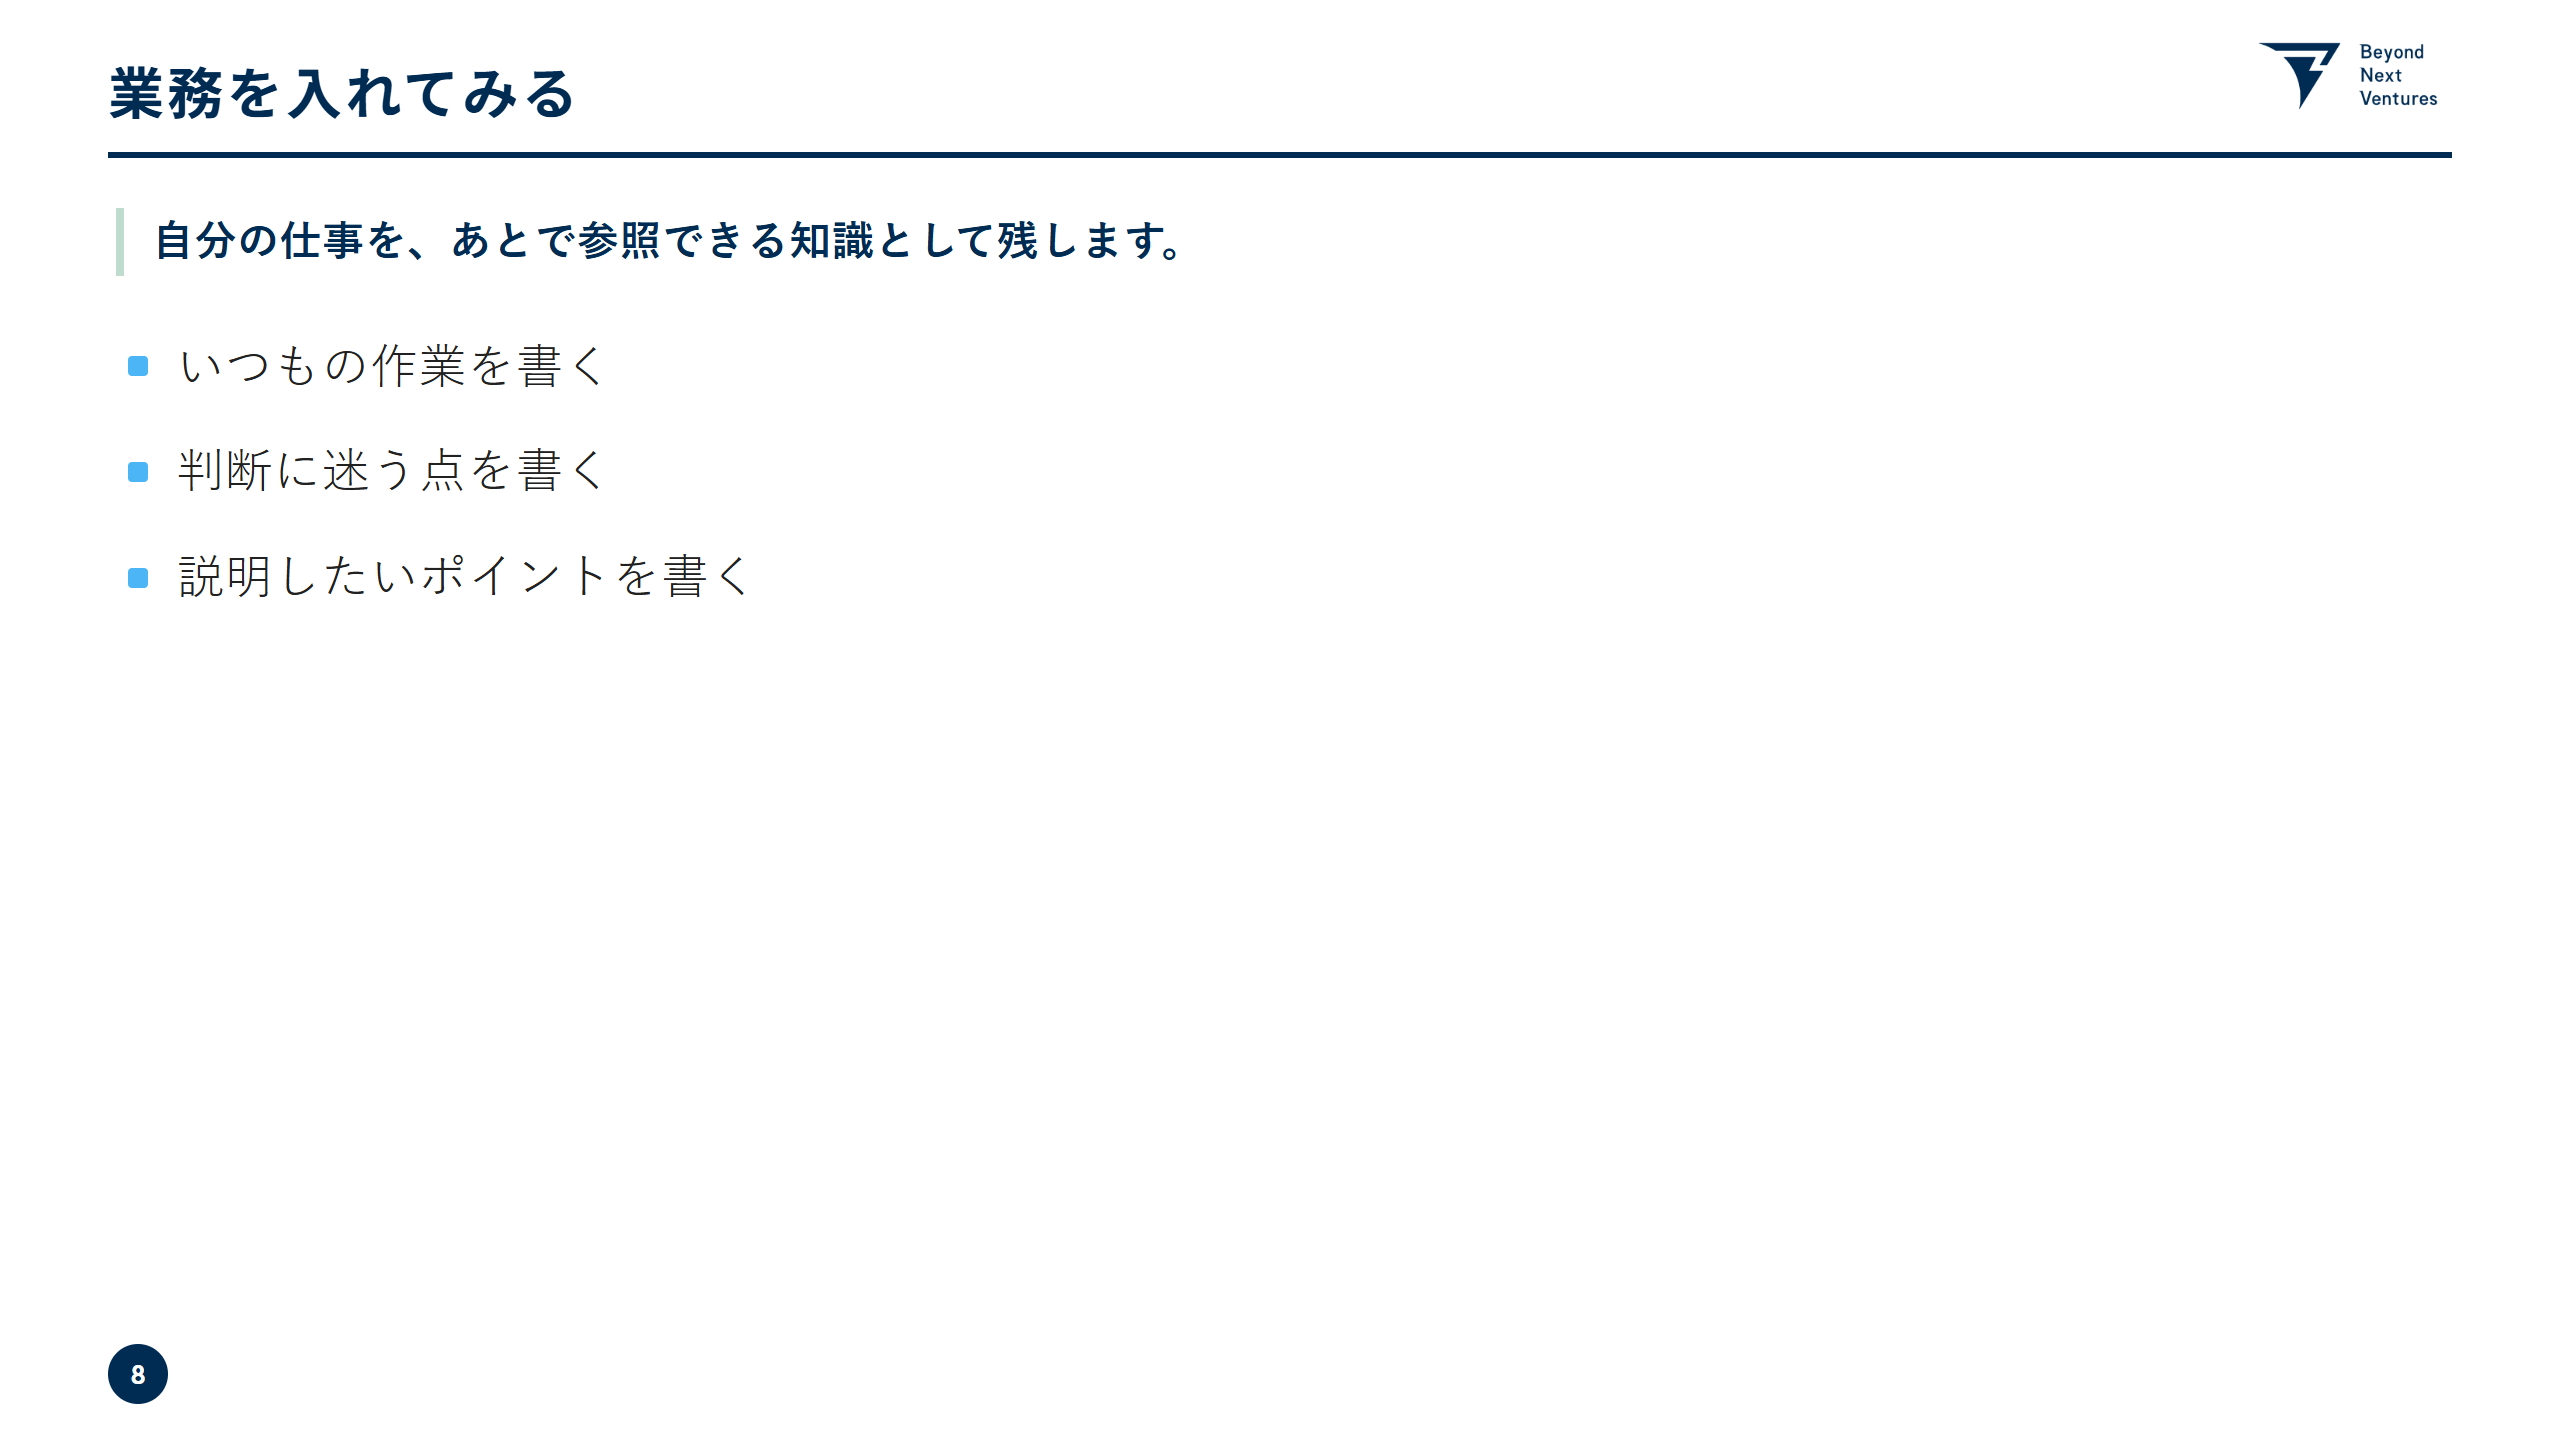 業務を入れてみる
Beyond
Next
Ventures
自分の仕事を、あとで参照できる知識として残します。
いつもの作業を書く
判断に迷う点を書く
説明したいポイントを書く
8